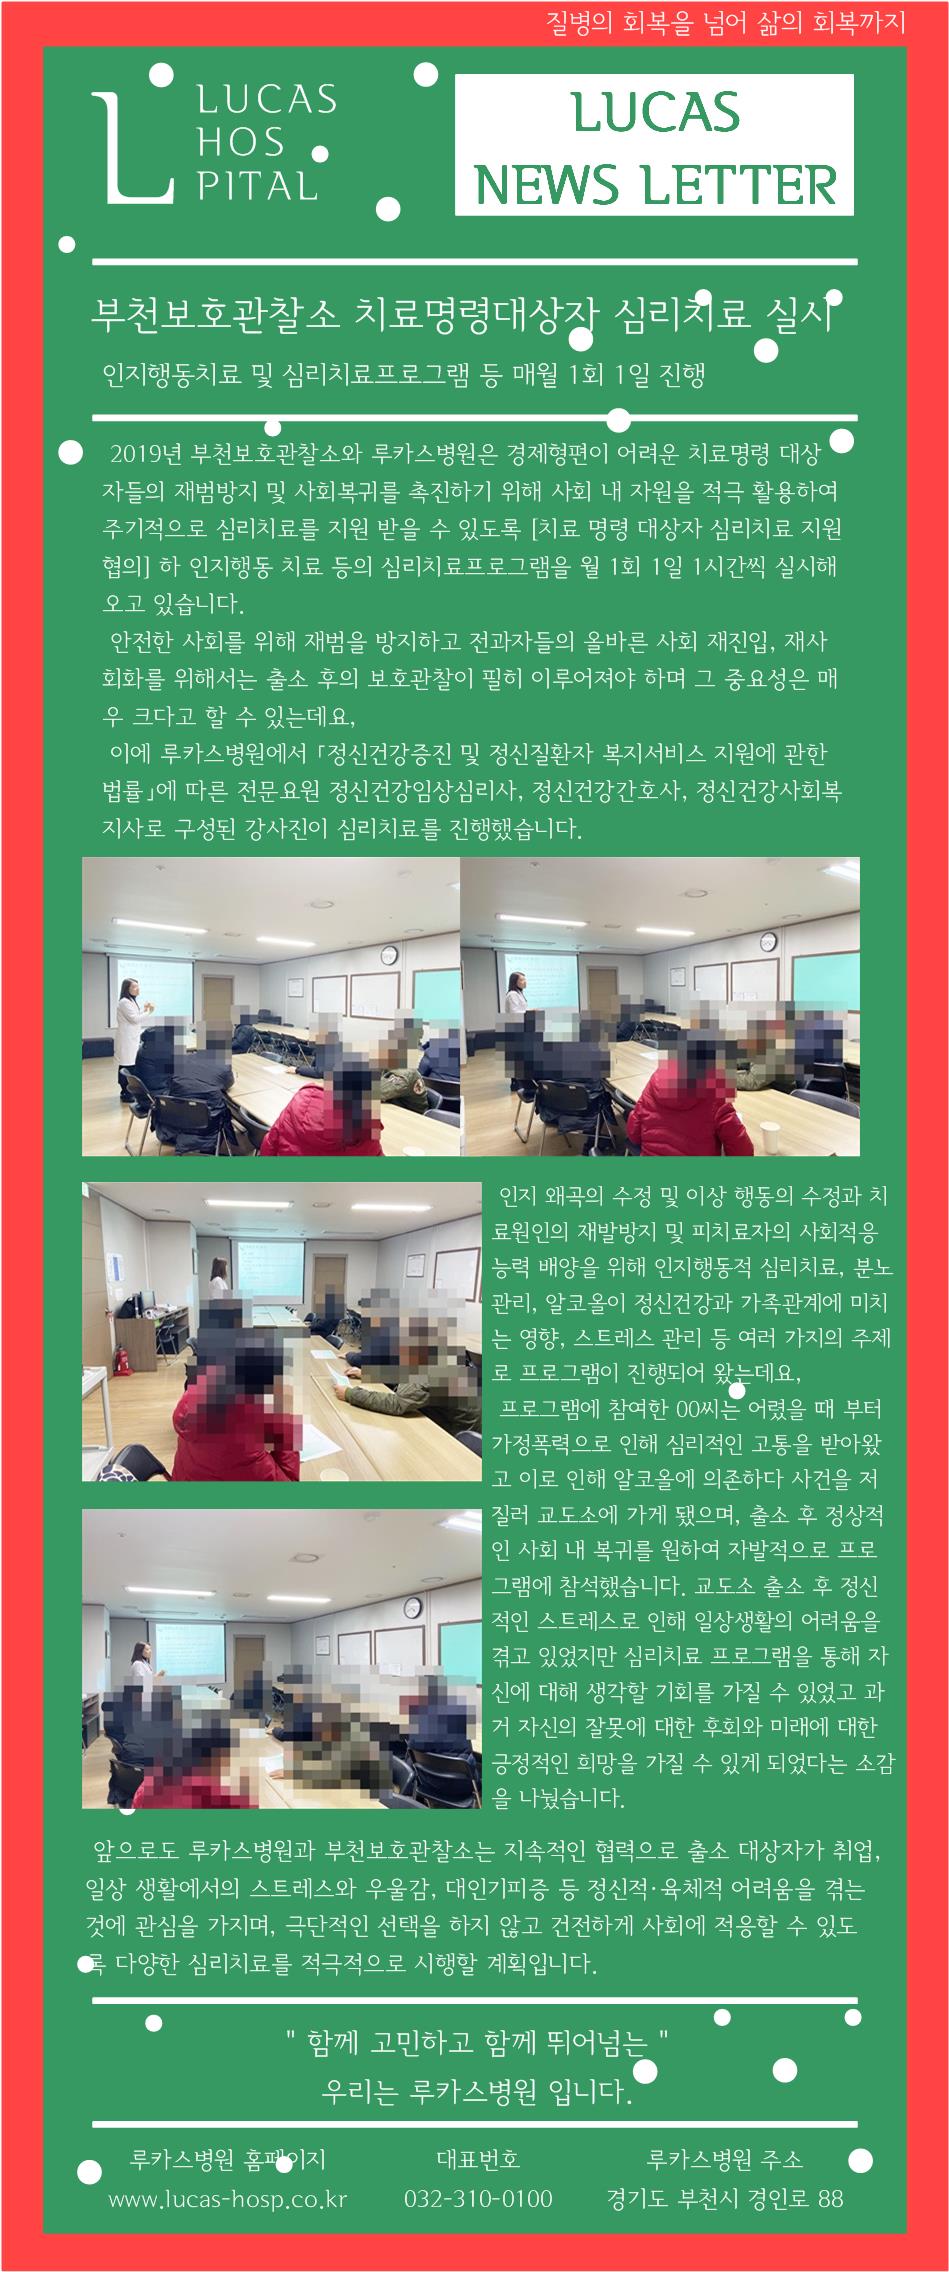 질병의 회복을 넘어 삶의 회복까지
L
LUCAS
HOS
PITAL
LUCAS
NEWS LETTER
부천보호관찰소 치료명령대상자 심리치료 실시
인지행동치료 및 심리치료프로그램 등 매월 1회 1일 진행
2019년 부천보호관찰소와 루카스병원은 경제형편이 어려운 치료명령 대상
자들의 재범방지 및 사회복귀를 촉진하기 위해 사회 내 자원을 적극 활용하여
주기적으로 심리치료를 지원 받을 수 있도록 [치료 명령 대상자 심리치료 지원
협의] 하 인지행동 치료 등의 심리치료프로그램을 월 1회 1일 1시간씩 실시해
오고 있습니다.
안전한 사회를 위해 재범을 방지하고 전과자들의 올바른 사회 재진입, 재사
회화를 위해서는 출소 후의 보호관찰이 필히 이루어져야 하며 그 중요성은 매
우 크다고 할 수 있는데요,
이에 루카스병원에서 ｢정신건강증진 및 정신질환자 복지서비스 지원에 관한
법률｣에 따른 전문요원 정신건강임상심리사, 정신건강간호사, 정신건강사회복
지사로 구성된 강사진이 심리치료를 진행했습니다.
인지 왜곡의 수정 및 이상 행동의 수정과 치
료원인의 재발방지 및 피치료자의 사회적응
능력 배양을 위해 인지행동적 심리치료, 분노
관리, 알코올이 정신건강과 가족관계에 미치
는 영향, 스트레스 관리 등 여러 가지의 주제
로 프로그램이 진행되어 왔는데요,
프로그램에 참여한 00씨는 어렸을 때 부터
가정폭력으로 인해 심리적인 고통을 받아왔
고 이로 인해 알코올에 의존하다 사건을 저
질러 교도소에 가게 됐으며, 출소 후 정상적
인 사회 내 복귀를 원하여 자발적으로 프로
그램에 참석했습니다. 교도소 출소 후 정신
적인 스트레스로 인해 일상생활의 어려움을
겪고 있었지만 심리치료 프로그램을 통해 자
신에 대해 생각할 기회를 가질 수 있었고 과
거 자신의 잘못에 대한 후회와 미래에 대한
긍정적인 희망을 가질 수 있게 되었다는 소감
을 나눴습니다.
앞으로도 루카스병원과 부천보호관찰소는 지속적인 협력으로 출소 대상자가 취업,
일상 생활에서의 스트레스와 우울감, 대인기피증 등 정신적·육체적 어려움을 겪는
것에 관심을 가지며, 극단적인 선택을 하지 않고 건전하게 사회에 적응할 수 있도
록 다양한 심리치료를 적극적으로 시행할 계획입니다.
" 함께 고민하고 함께 뛰어넘는 "
우리는 루카스병원 입니다.
루카스병원 홈페이지 대표번호 루카스병원 주소
www.lucas-hosp.co.kr 032-310-0100 경기도 부천시 경인로 88